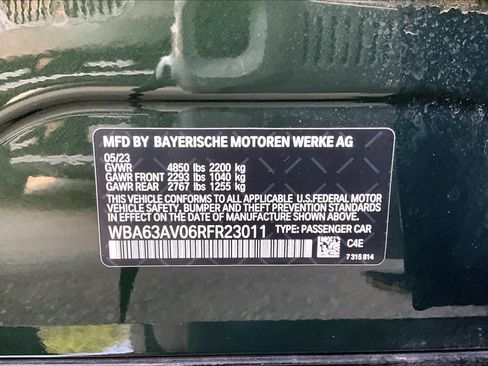 MFD BY BAYERISCHE MOTOREN WERKE AG
05/23
GVWR 4850 lbs 2200 kg
GAWR FRONT 2293 lbs 1040 kg
GAWR REAR 2767 lbs 1255 kg
THIS VEHICLE CONFORMS TO ALL APPLICABLE U.S.FEDERAL MOTOR
VEHICLE SAFETY, BUMPER, AND THEFT PREVENTION STANDARDS
IN EFFECT ON THE DATE OF MANUFACTURE SHOWN ABOVE.
WBA63AV06RFR23011 TYPE: PASSENGER CAR
C4E
7 315 814